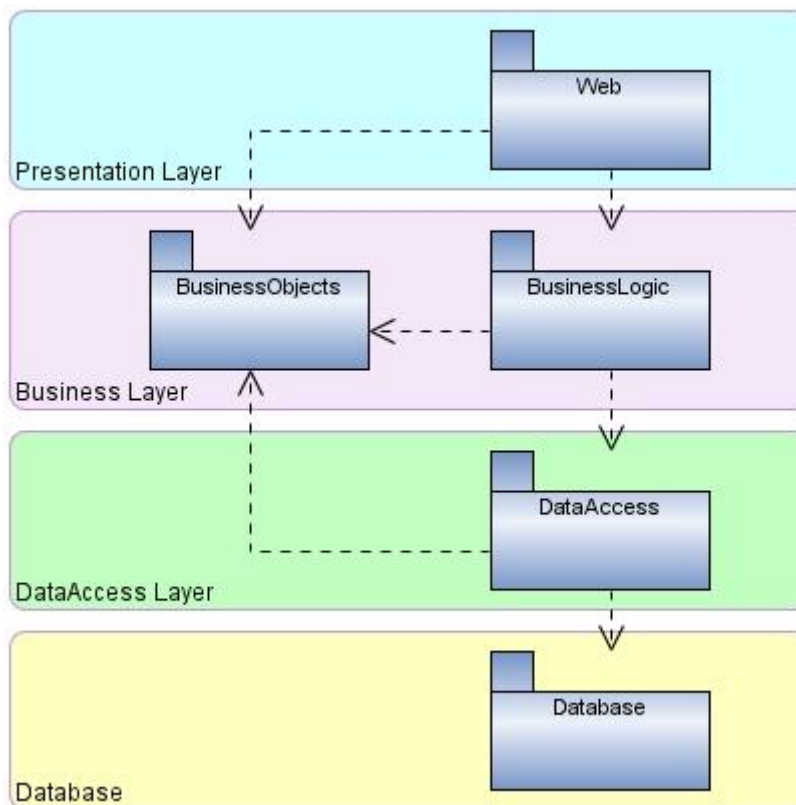 Web
Presentation Layer
BusinessObjects
BusinessLogic
Business Layer
DataAccess
DataAccess Layer
Database
Database